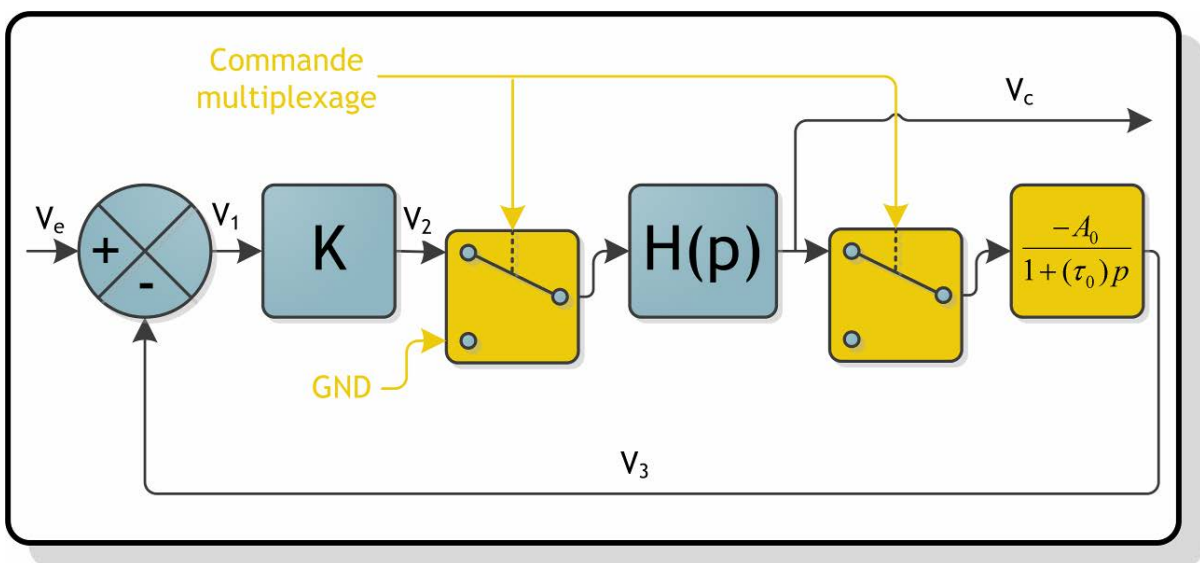 Commande
multiplexage
Vc
Ve
+
-
V1
K
V2
H(p)
-A0
1+(τ0)p
GND
V3